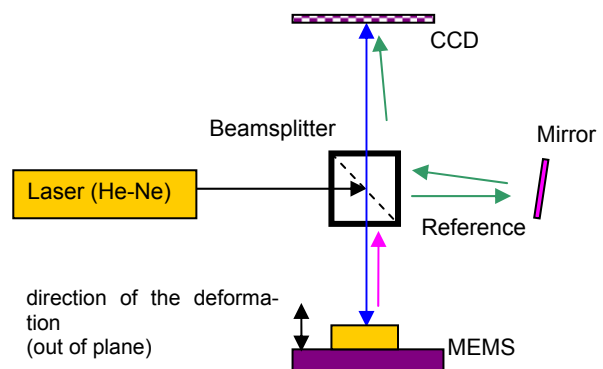 CCD
Beamsplitter
Mirror
Laser (He-Ne)
Reference
direction of the deforma-
tion
(out of plane)
MEMS